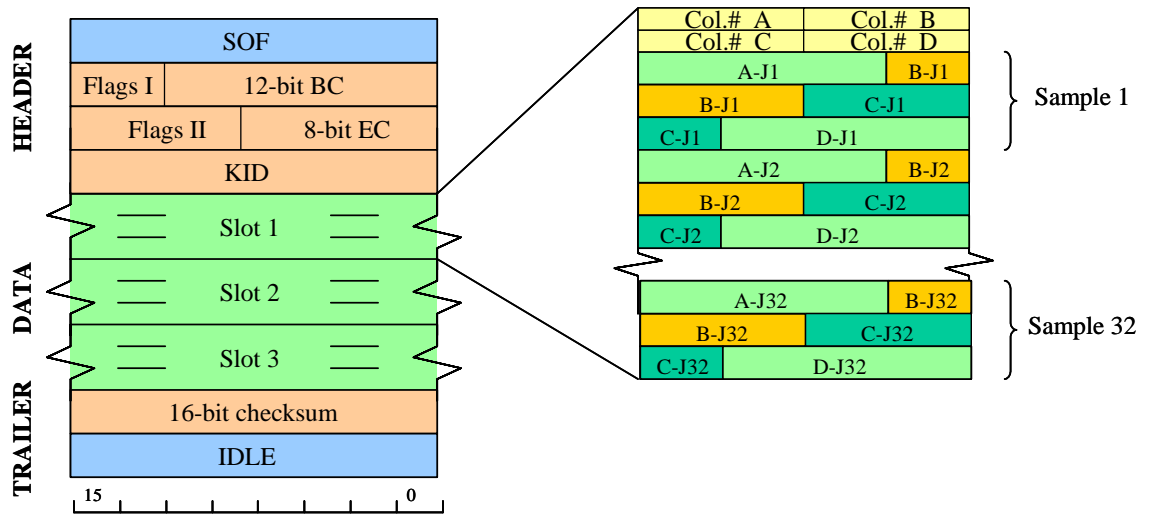 HEADER
SOF
Flags I 12-bit BC
Flags II 8-bit EC
KID
DATA
Slot 1
Slot 2
Slot 3
TRAILER
16-bit checksum
IDLE
15 0
Col.# A Col.# B
Col.# C Col.# D
A-J1 B-J1
B-J1 C-J1
C-J1 D-J1
Sample 1
A-J2 B-J2
B-J2 C-J2
C-J2 D-J2
A-J32 B-J32
B-J32 C-J32
C-J32 D-J32
Sample 32